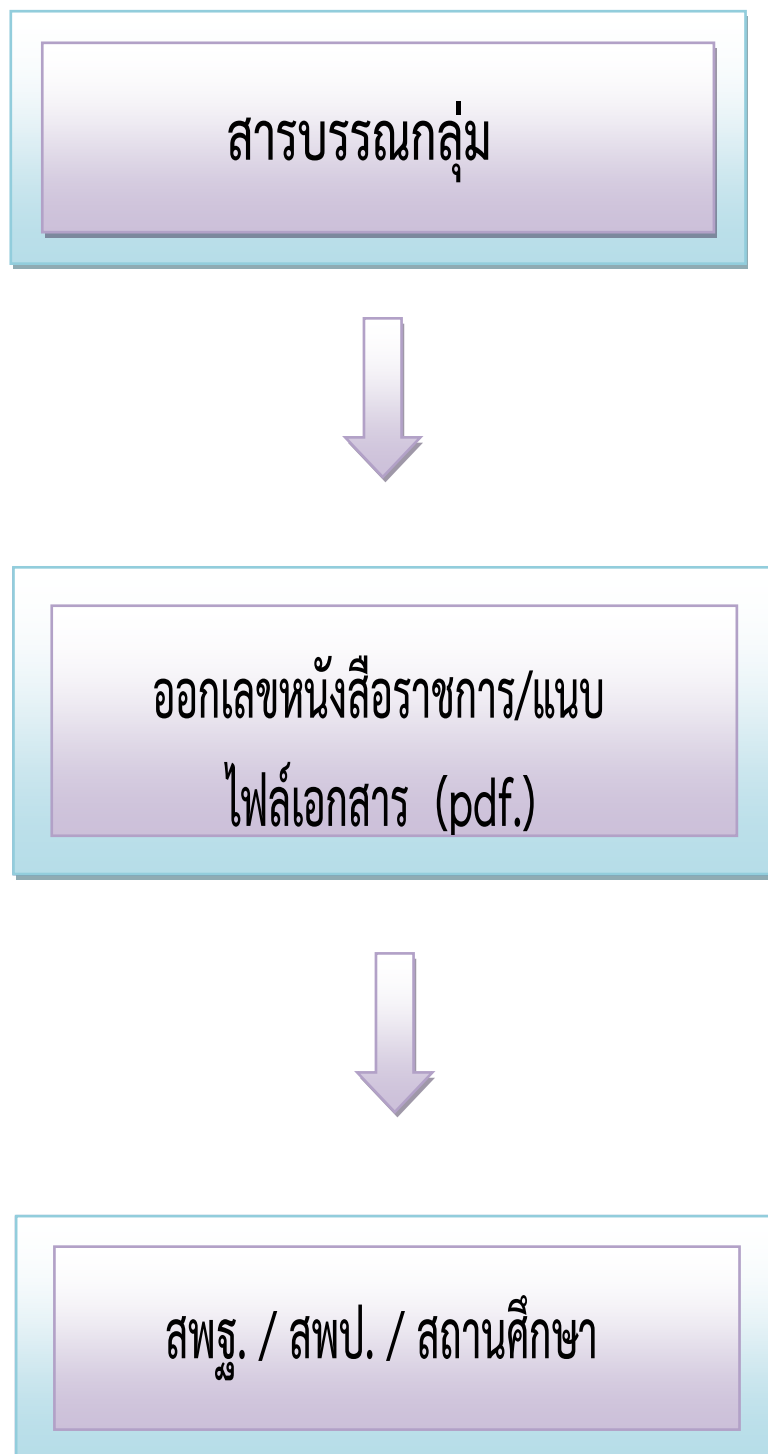 สารบรรณกลุ่ม
ออกเลขหนังสือราชการ/แนบ
ไฟล์เอกสาร (pdf.)
สพฐ. / สพป. / สถานศึกษา